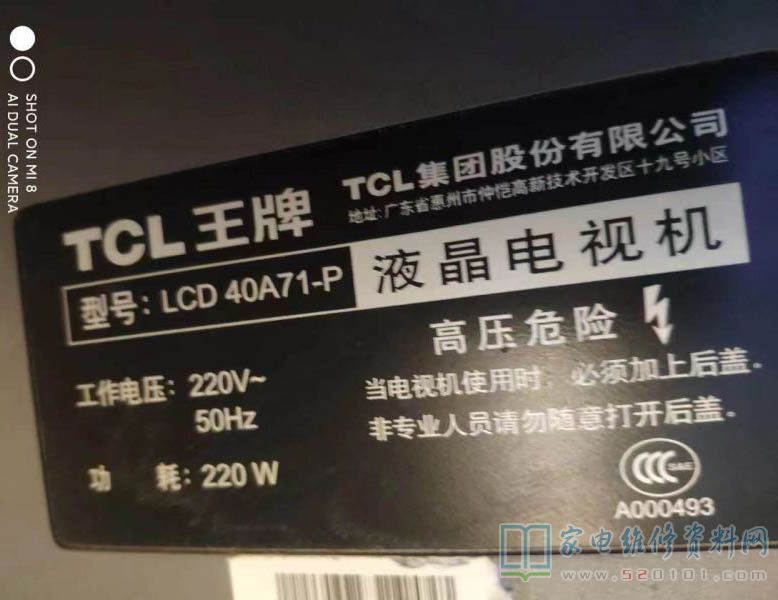 SHOT ON MI 8
AI DUAL CAMERA
TCL王牌
TCL集团股份有限公司
地址:广东省惠州市仲恺高新技术开发区十九号小区
型号: LCD 40A71-P
液晶电视机
工作电压: 220V~
50Hz
功 耗: 220 W
高压危险
当电视机使用时, 必须加上后盖.
非专业人员请勿随意打开后盖.
CCC S&E
A000493
家电维修资料网
www.520101.com